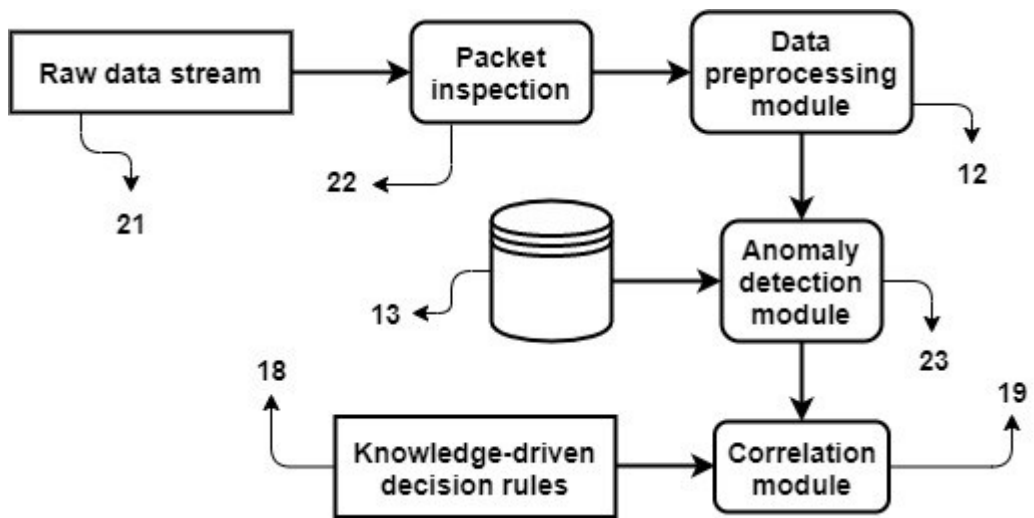 Raw data stream
Packet
inspection
Data
preprocessing
module
21
22
12
13
Anomaly
detection
module
23
18
Knowledge-driven
decision rules
Correlation
module
19